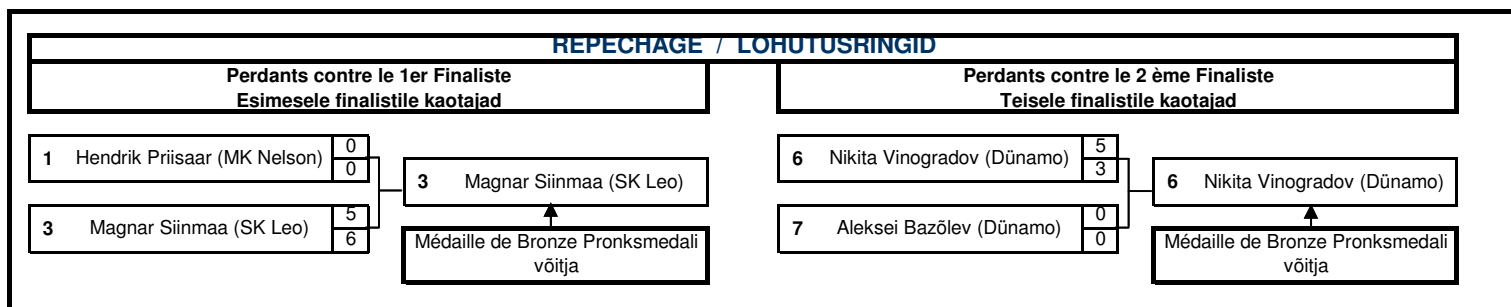 REPECHAGE / LOHUTUSRINGID
Perdants contre le 1er Finaliste
Esimesele finalistile kaotajad
Perdants contre le 2 ème Finaliste
Teisele finalistile kaotajad
1 Hendrik Priisaar (MK Nelson) 0
0
3 Magnar Siinmaa (SK Leo)
3 Magnar Siinmaa (SK Leo) 5
6
Médaille de Bronze Pronksmedali
võitja
6 Nikita Vinogradov (Dünamo) 5
3
6 Nikita Vinogradov (Dünamo)
7 Aleksei Bazõlev (Dünamo) 0
0
Médaille de Bronze Pronksmedali
võitja